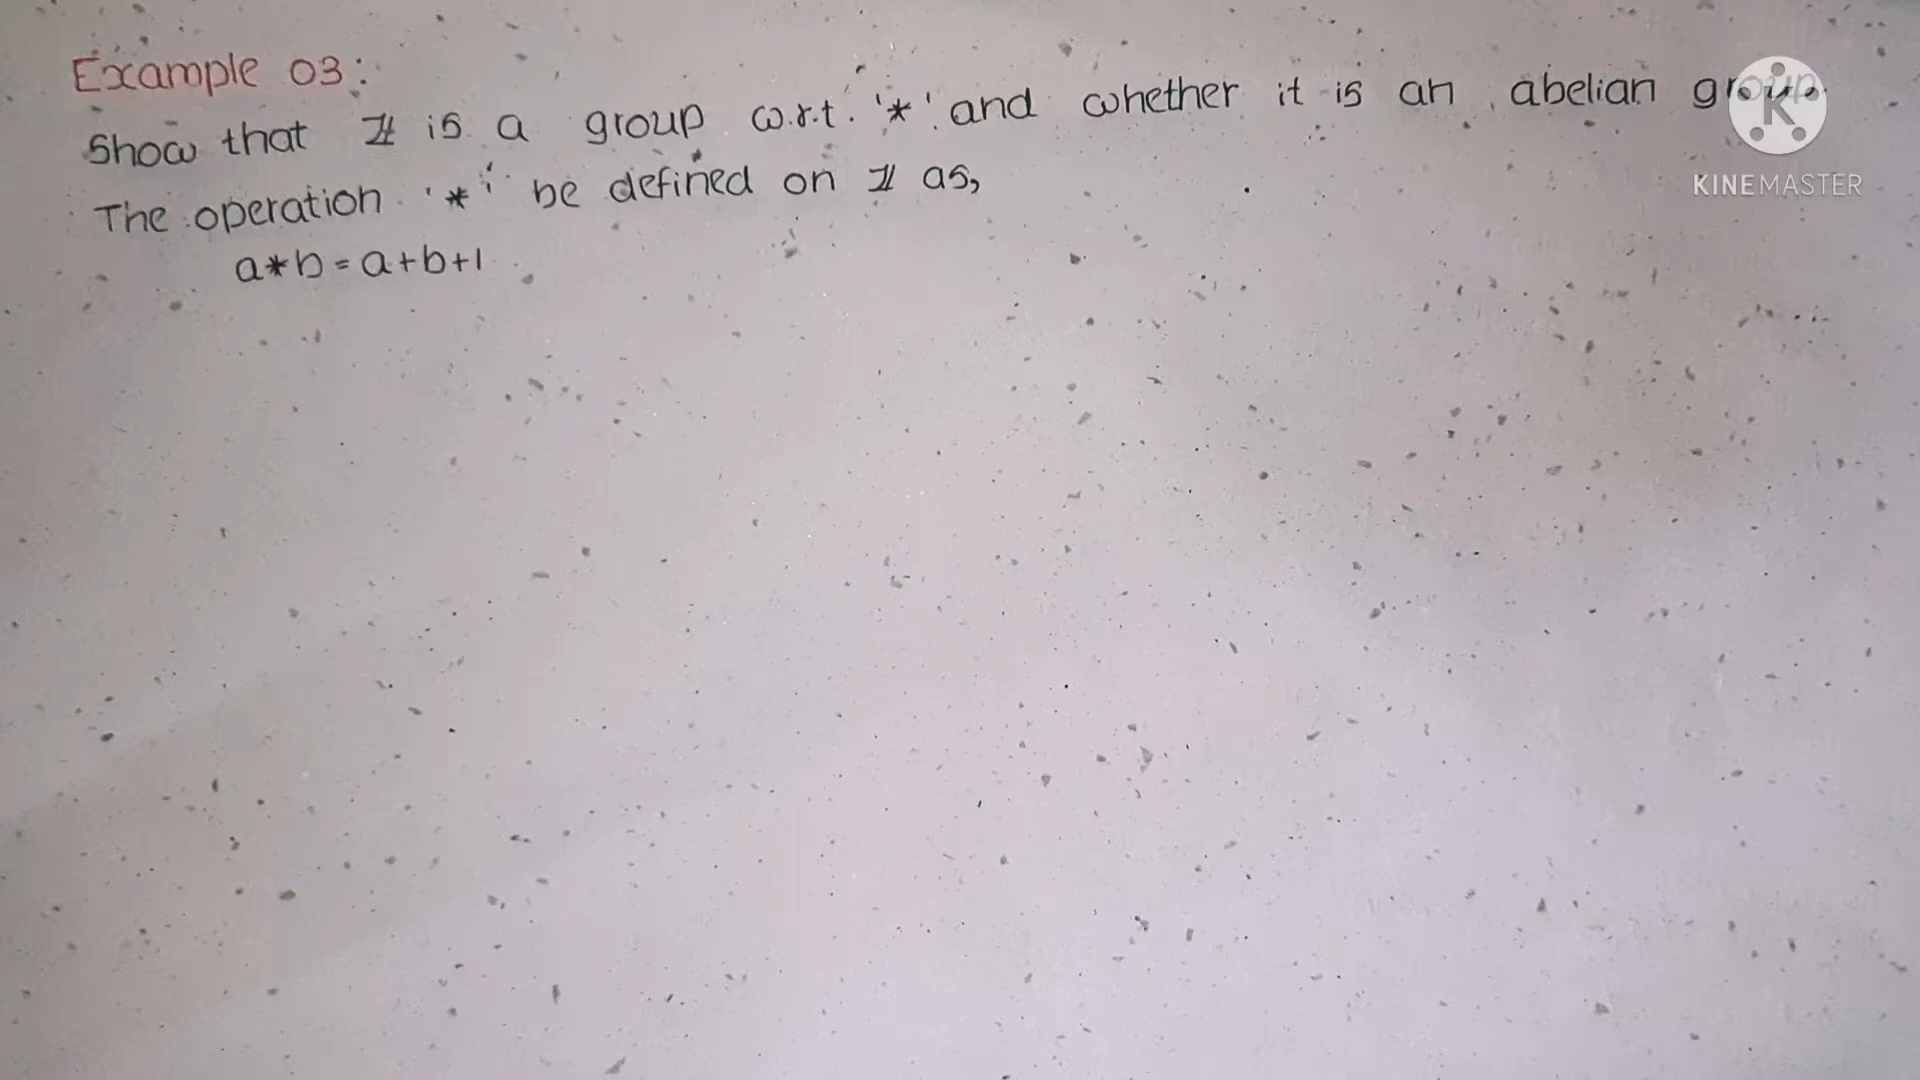 Example 03:
Show that ℤ is a group w.r.t. '*' and whether it is an abelian group.
The operation '*' be defined on ℤ as,
a*b=a+b+1
KINEMASTER